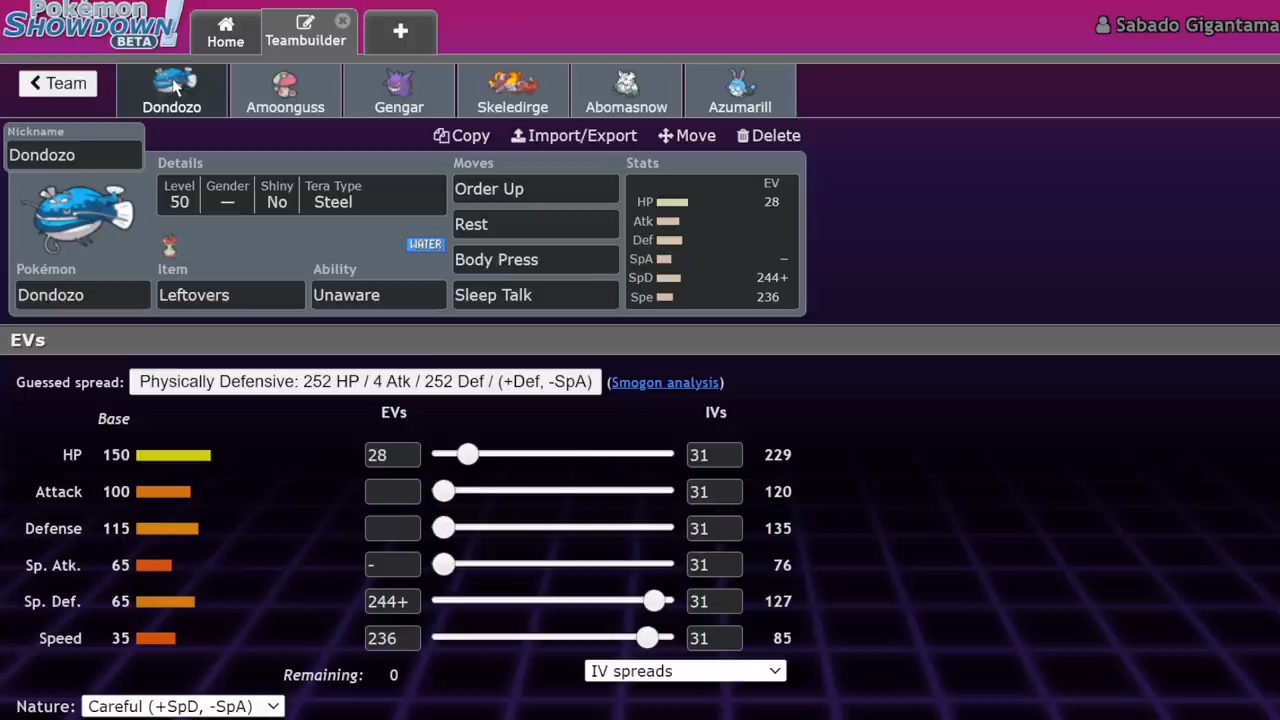 Pokémon
SHOWDOWN!
BETA
Home
Teambuilder
Sabado Gigantama
Team
Dondozo
Amoonguss
Gengar
Skeledirge
Abomasnow
Azumarill
Copy
Import/Export
Move
Delete
Nickname
Dondozo
Details
Level
50
Gender
—
Shiny
No
Tera Type
Steel
WATER
Pokémon
Dondozo
Item
Leftovers
Ability
Unaware
Moves
Order Up
Rest
Body Press
Sleep Talk
Stats
EV
HP 28
Atk
Def
SpA –
SpD 244+
Spe 236
EVs
Guessed spread: Physically Defensive: 252 HP / 4 Atk / 252 Def / (+Def, -SpA) (Smogon analysis)
Base EVs IVs
HP 150 28 31 229
Attack 100 31 120
Defense 115 31 135
Sp. Atk. 65 - 31 76
Sp. Def. 65 244+ 31 127
Speed 35 236 31 85
Remaining: 0 IV spreads
Nature: Careful (+SpD, -SpA)